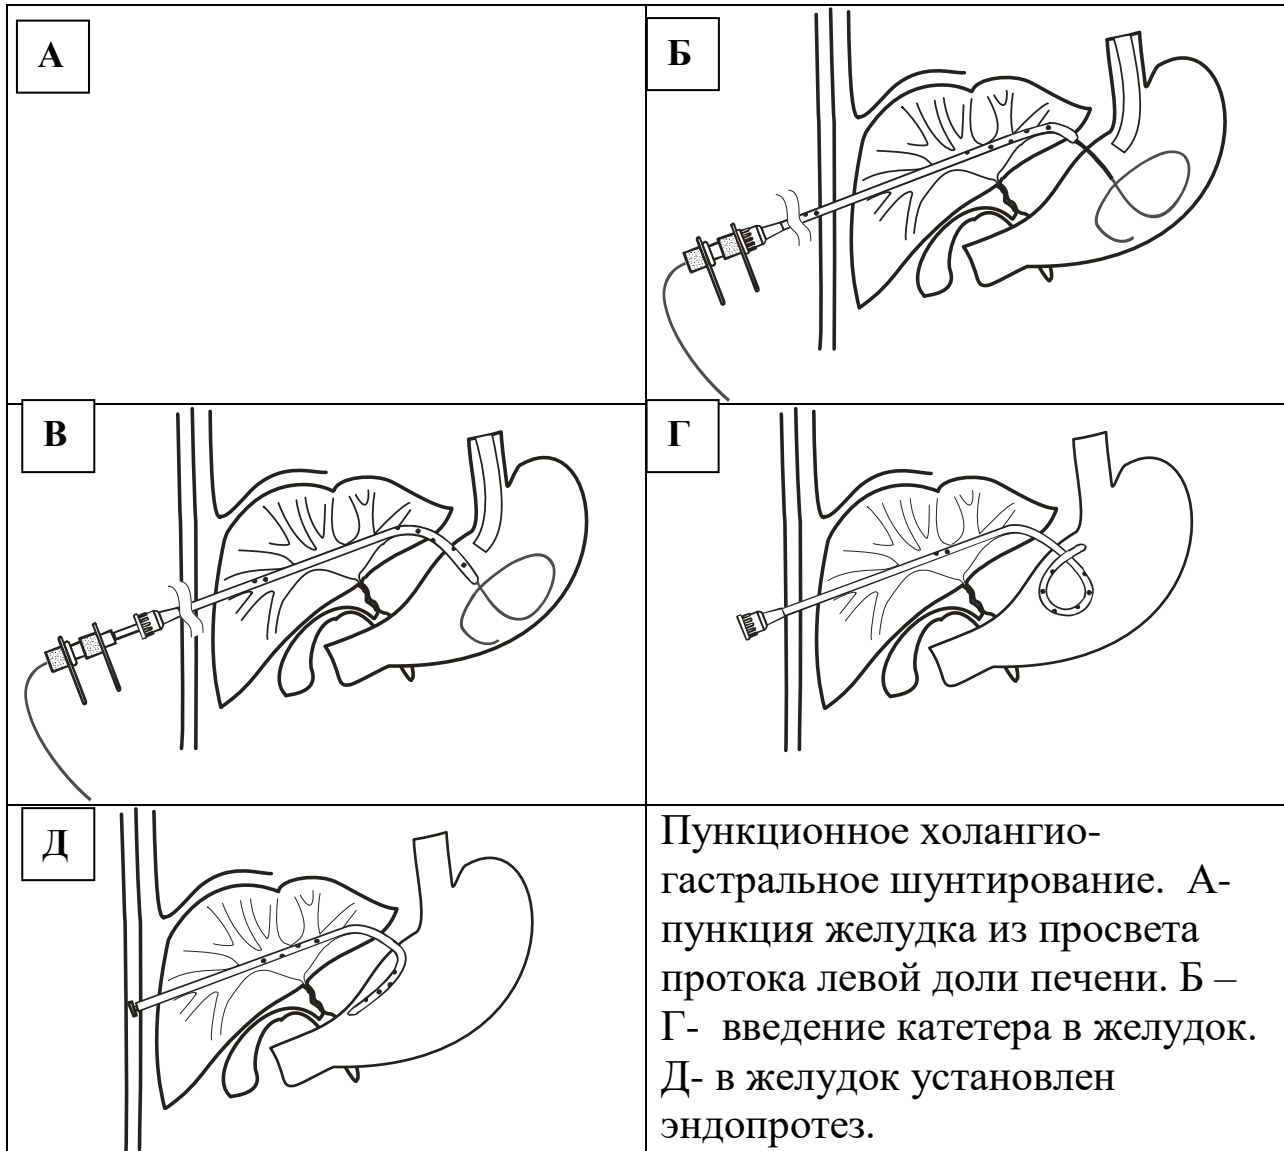 А
Б
В
Г
Д
Пункционное холангио-
гастральное шунтирование.  А-
пункция желудка из просвета
протока левой доли печени. Б –
Г-  введение катетера в желудок.
Д- в желудок установлен
эндопротез.